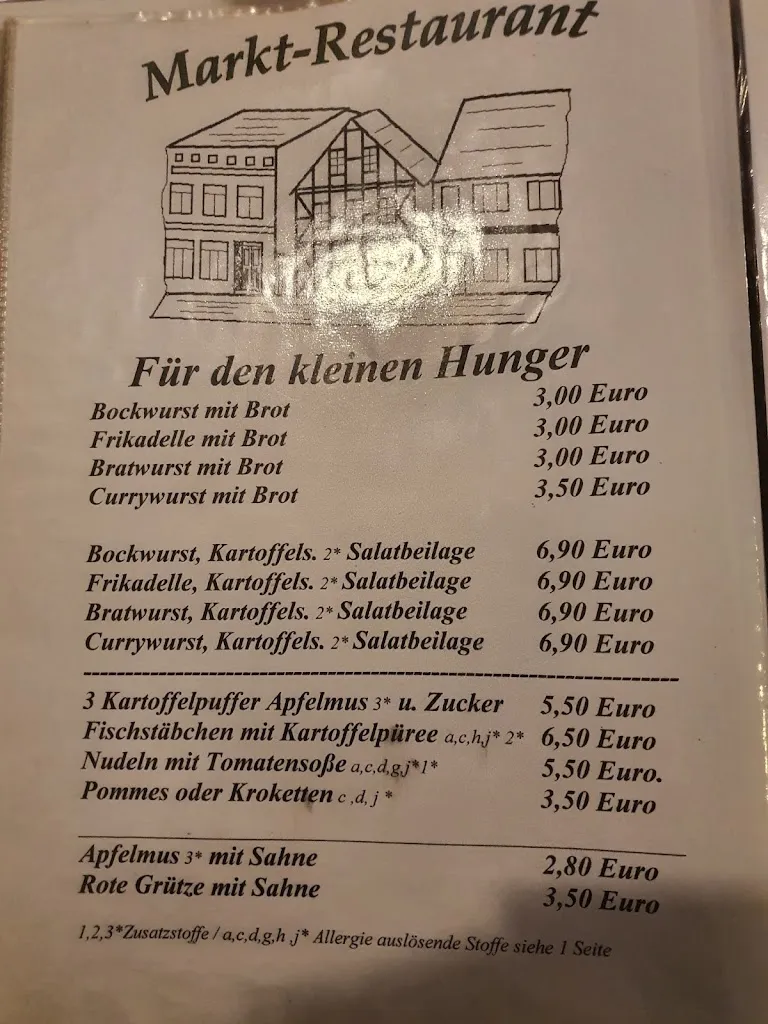 Markt-Restaurant
Für den kleinen Hunger
Bockwurst mit Brot 3,00 Euro
Frikadelle mit Brot 3,00 Euro
Bratwurst mit Brot 3,00 Euro
Currywurst mit Brot 3,50 Euro
Bockwurst, Kartoffels. 2* Salatbeilage 6,90 Euro
Frikadelle, Kartoffels. 2* Salatbeilage 6,90 Euro
Bratwurst, Kartoffels. 2* Salatbeilage 6,90 Euro
Currywurst, Kartoffels. 2* Salatbeilage 6,90 Euro
3 Kartoffelpuffer Apfelmus 3* u. Zucker 5,50 Euro
Fischstäbchen mit Kartoffelpüree a,c,h,j* 2* 6,50 Euro
Nudeln mit Tomatensoße a,c,d,g,j*1* 5,50 Euro.
Pommes oder Kroketten c ,d, j * 3,50 Euro
Apfelmus 3* mit Sahne 2,80 Euro
Rote Grütze mit Sahne 3,50 Euro
1,2,3*Zusatzstoffe / a,c,d,g,h ,j* Allergie auslösende Stoffe siehe 1 Seite